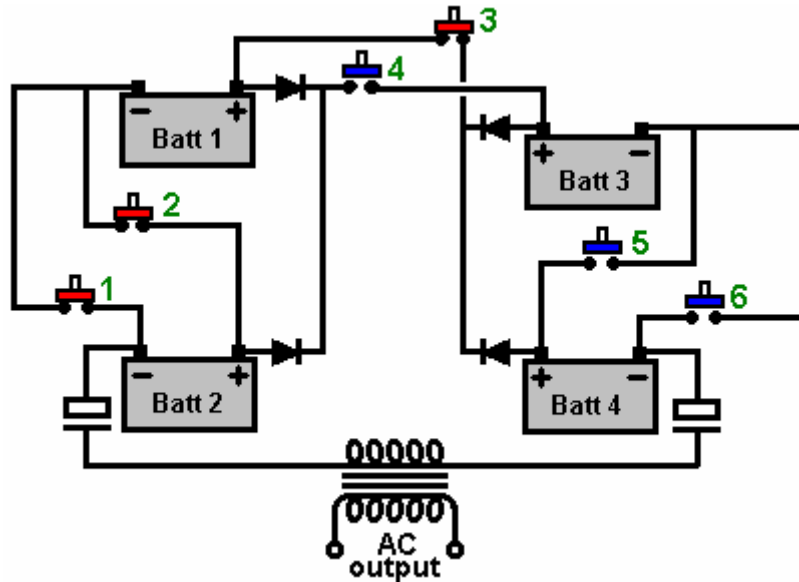 3
4
- +
Batt 1
+ -
Batt 3
2
5
1
6
- +
Batt 2
+ -
Batt 4
AC
output